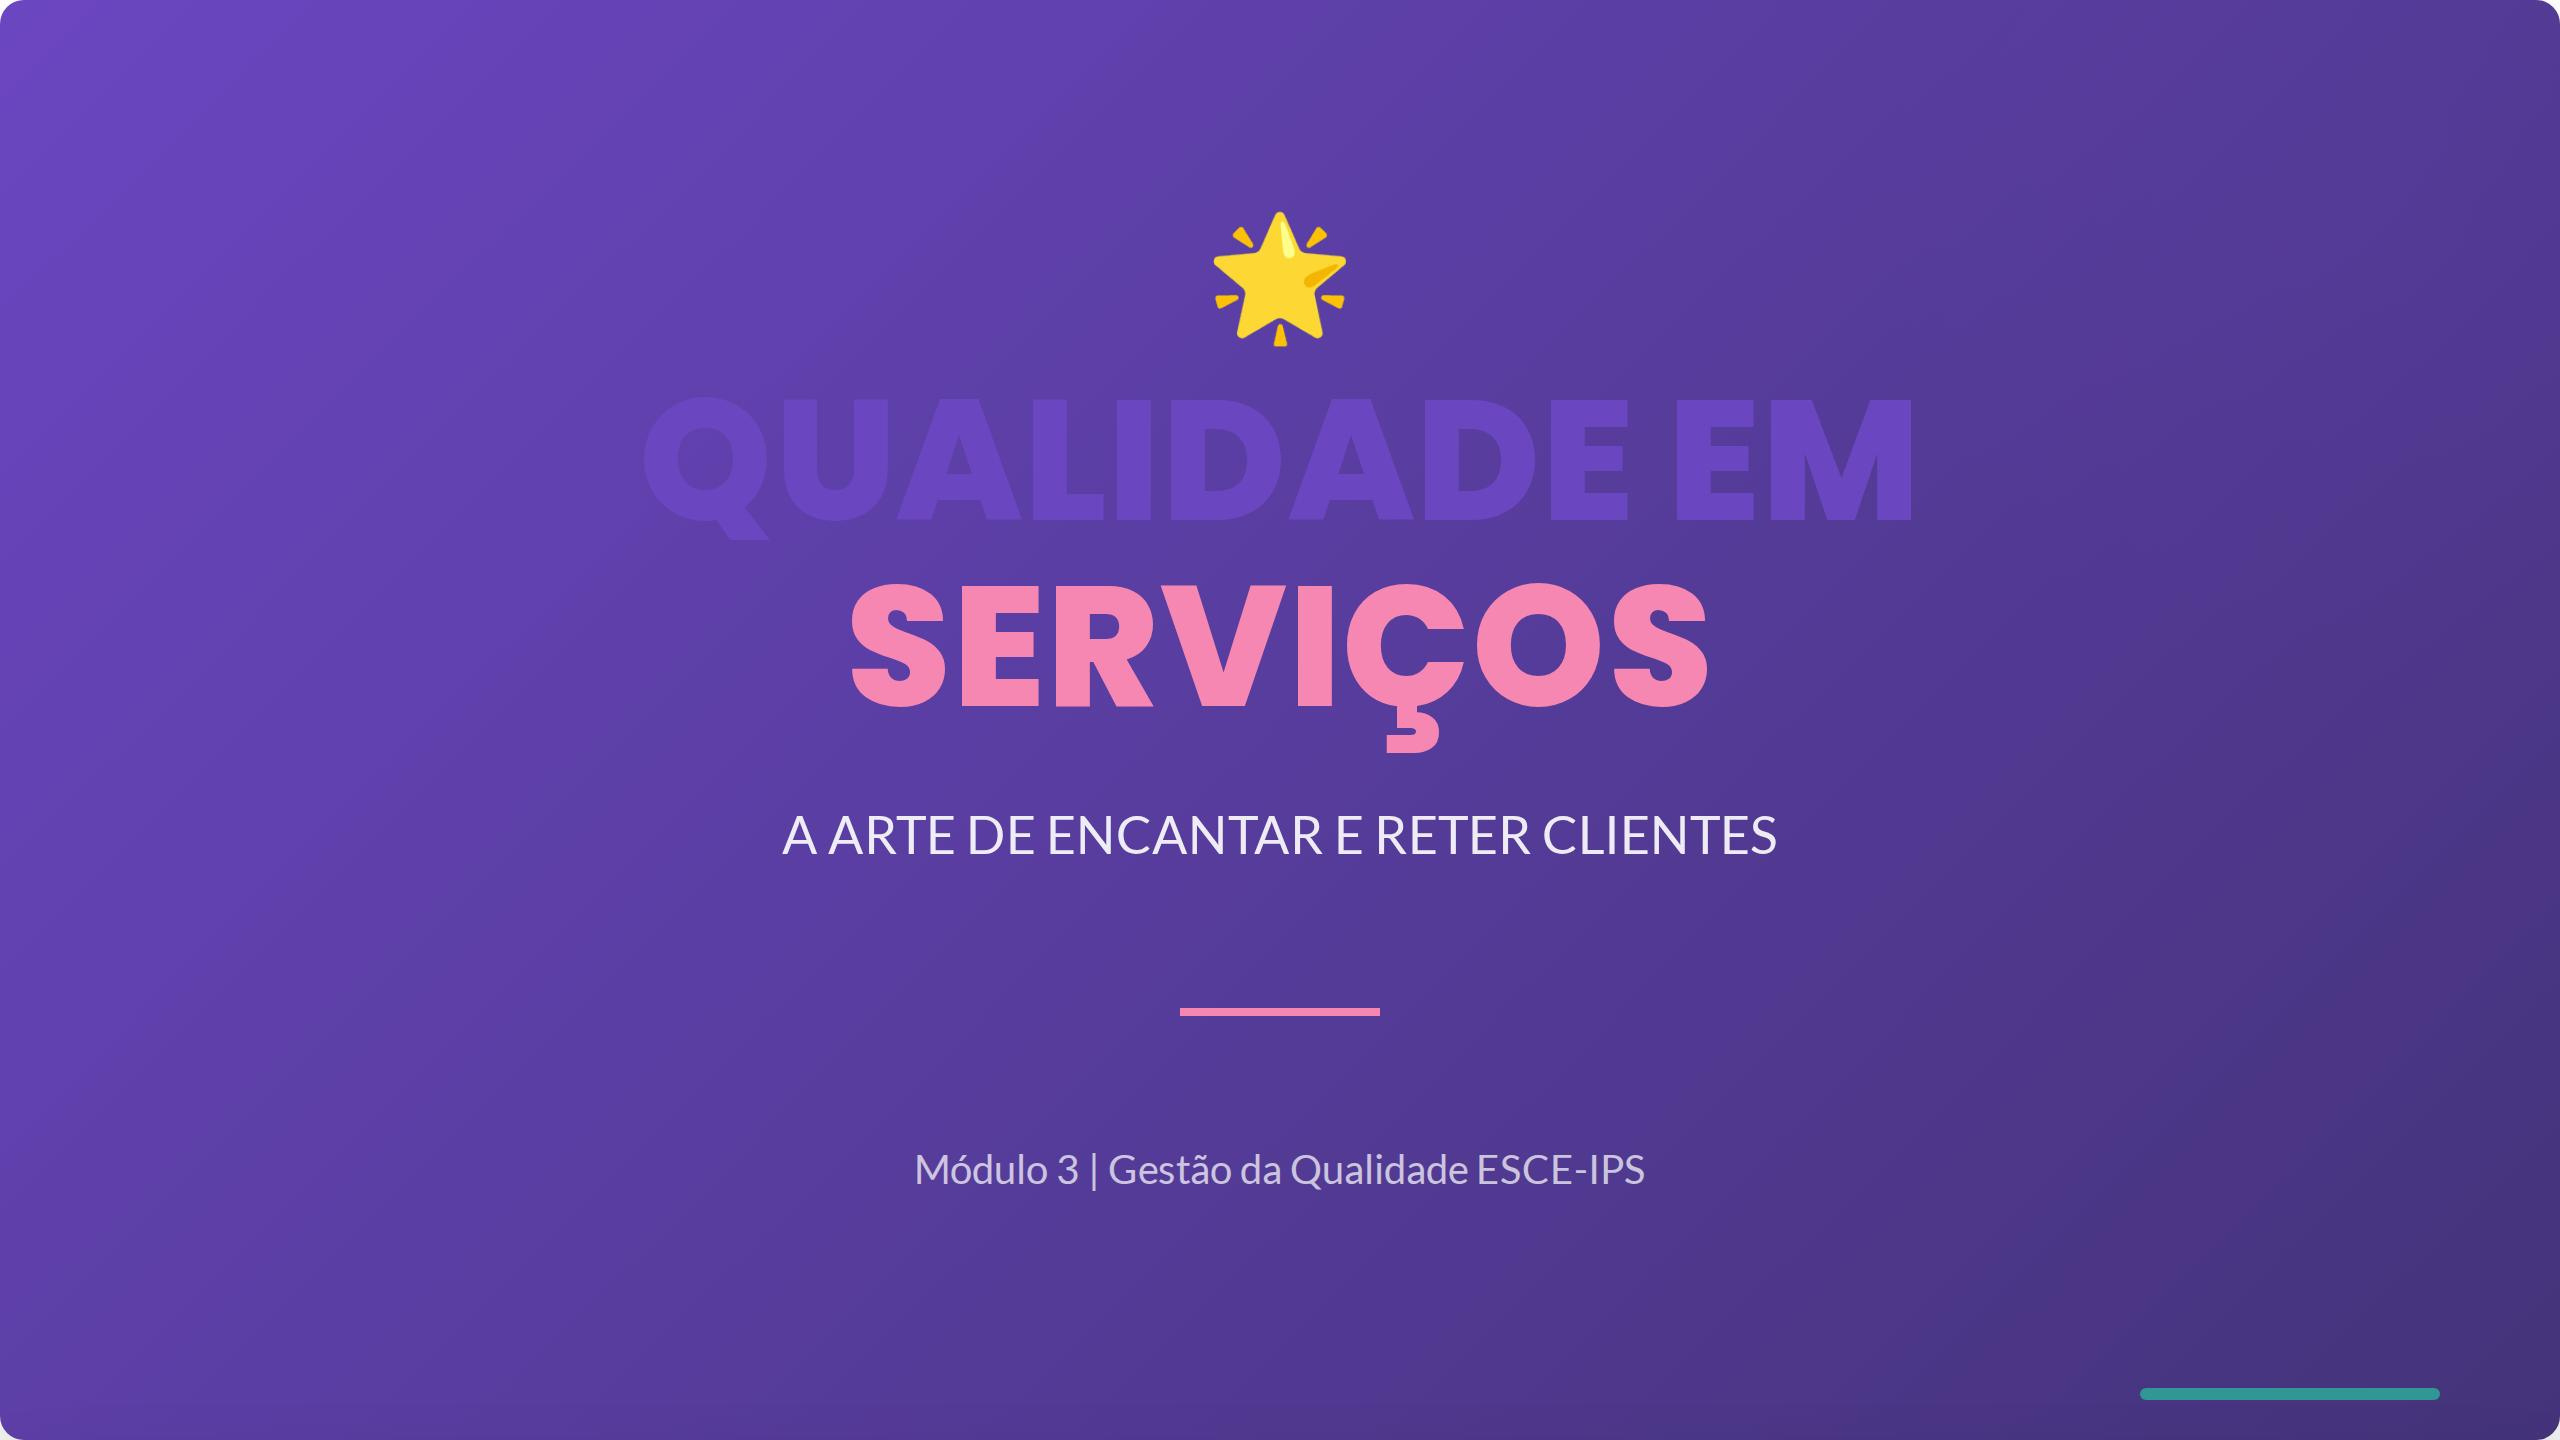 QUALIDADE EM
SERVIÇOS
A ARTE DE ENCANTAR E RETER CLIENTES
Módulo 3 | Gestão da Qualidade ESCE-IPS